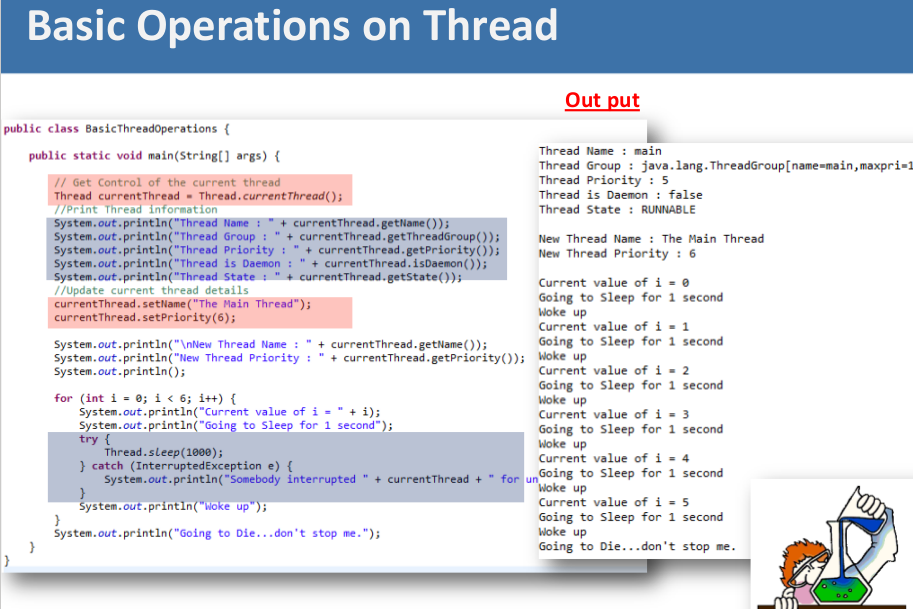 Basic Operations on Thread
Out put
public class BasicThreadOperations {
public static void main(String[] args) {
// Get Control of the current thread
Thread currentThread = Thread.currentThread();
//Print Thread information
System.out.println("Thread Name : " + currentThread.getName());
System.out.println("Thread Group : " + currentThread.getThreadGroup());
System.out.println("Thread Priority : " + currentThread.getPriority());
System.out.println("Thread is Daemon : " + currentThread.isDaemon());
System.out.println("Thread State : " + currentThread.getState());
//Update current thread details
currentThread.setName("The Main Thread");
currentThread.setPriority(6);
System.out.println("\nNew Thread Name : " + currentThread.getName());
System.out.println("New Thread Priority : " + currentThread.getPriority());
System.out.println();
for (int i = 0; i < 6; i++) {
System.out.println("Current value of i = " + i);
System.out.println("Going to Sleep for 1 second");
try {
Thread.sleep(1000);
} catch (InterruptedException e) {
System.out.println("Somebody interrupted " + currentThread + " for un
}
System.out.println("Woke up");
}
System.out.println("Going to Die...don't stop me.");
}
}
Thread Name : main
Thread Group : java.lang.ThreadGroup[name=main,maxpri=1
Thread Priority : 5
Thread is Daemon : false
Thread State : RUNNABLE
New Thread Name : The Main Thread
New Thread Priority : 6
Current value of i = 0
Going to Sleep for 1 second
Woke up
Current value of i = 1
Going to Sleep for 1 second
Woke up
Current value of i = 2
Going to Sleep for 1 second
Woke up
Current value of i = 3
Going to Sleep for 1 second
Woke up
Current value of i = 4
Going to Sleep for 1 second
Woke up
Current value of i = 5
Going to Sleep for 1 second
Woke up
Going to Die...don't stop me.